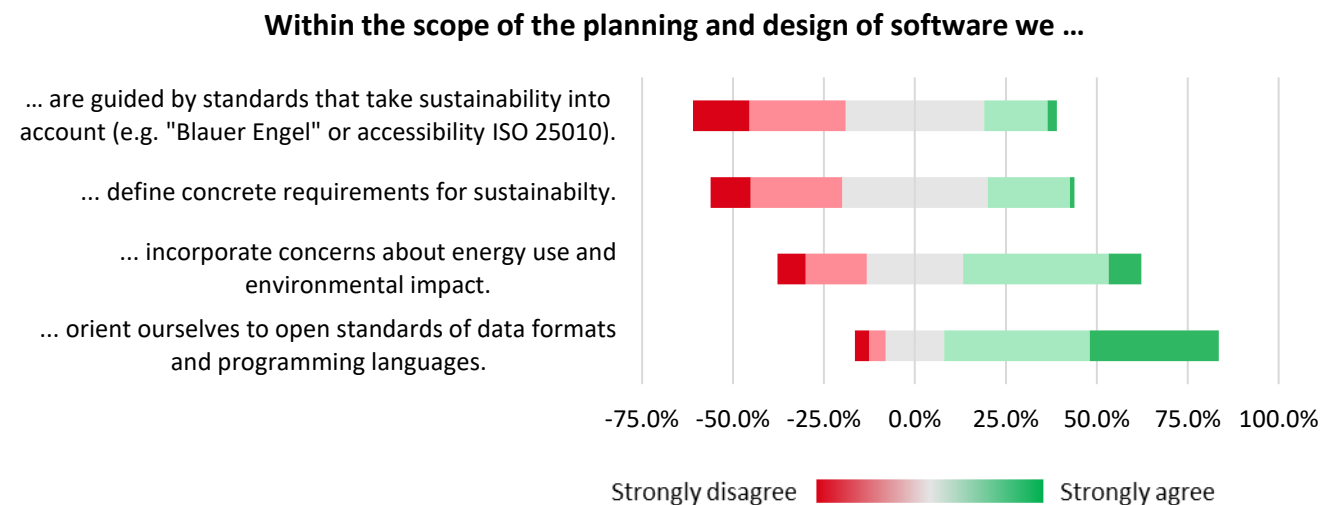 Within the scope of the planning and design of software we …
… are guided by standards that take sustainability into
account (e.g. "Blauer Engel" or accessibility ISO 25010).
... define concrete requirements for sustainabilty.
... incorporate concerns about energy use and
environmental impact.
... orient ourselves to open standards of data formats
and programming languages.
-75.0% -50.0% -25.0% 0.0% 25.0% 50.0% 75.0% 100.0%
Strongly disagree Strongly agree